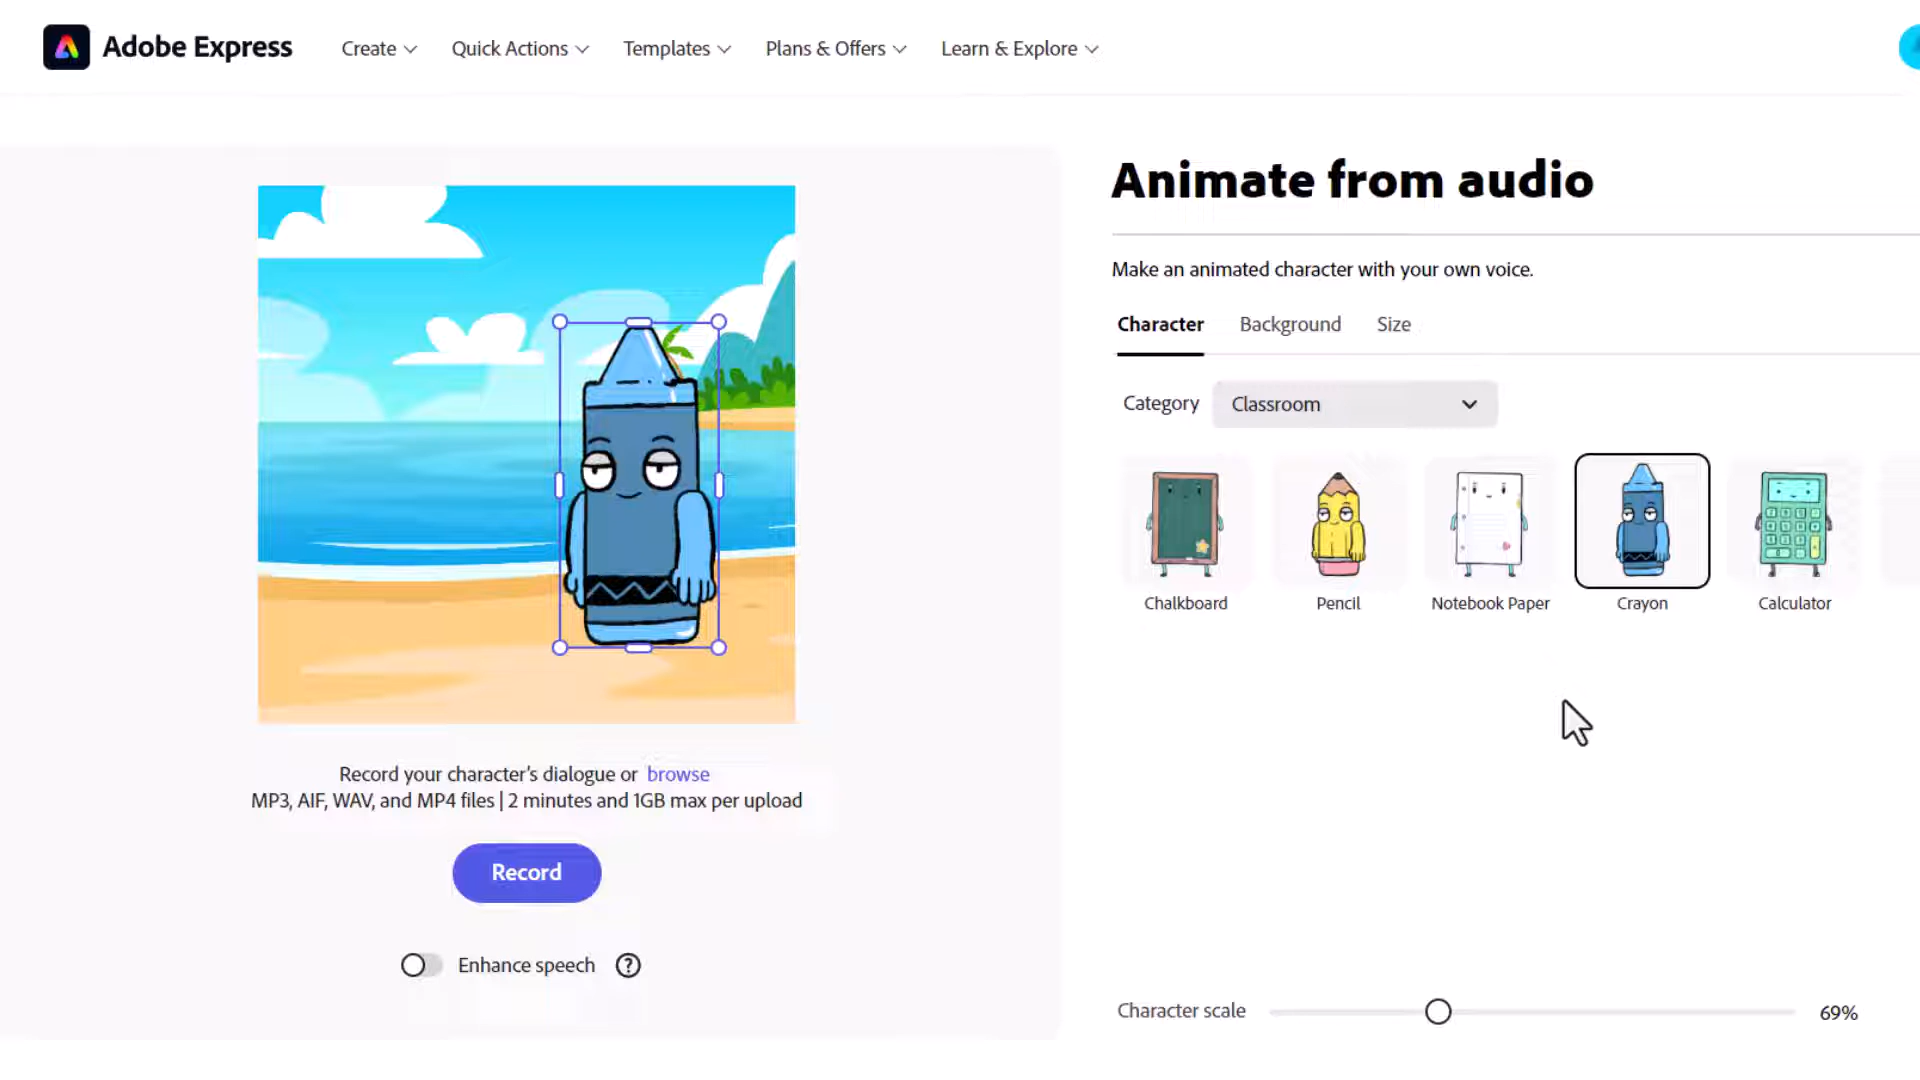 Adobe Express
Create
Quick Actions
Templates
Plans & Offers
Learn & Explore
Animate from audio
Make an animated character with your own voice.
Character
Background
Size
Category
Classroom
Chalkboard
Pencil
Notebook Paper
Crayon
Calculator
Record your character's dialogue or browse
MP3, AIF, WAV, and MP4 files | 2 minutes and 1GB max per upload
Record
Enhance speech
?
Character scale
69%